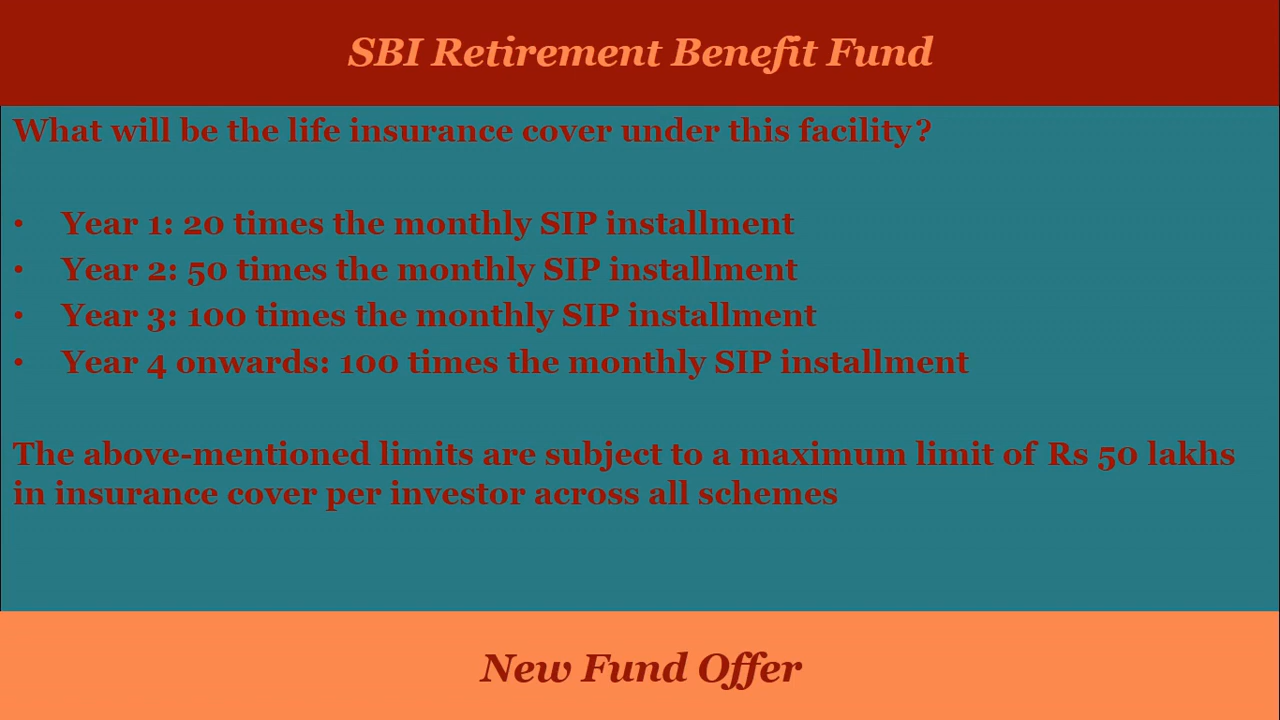 SBI Retirement Benefit Fund
What will be the life insurance cover under this facility?
• Year 1: 20 times the monthly SIP installment
• Year 2: 50 times the monthly SIP installment
• Year 3: 100 times the monthly SIP installment
• Year 4 onwards: 100 times the monthly SIP installment
The above-mentioned limits are subject to a maximum limit of Rs 50 lakhs
in insurance cover per investor across all schemes
New Fund Offer